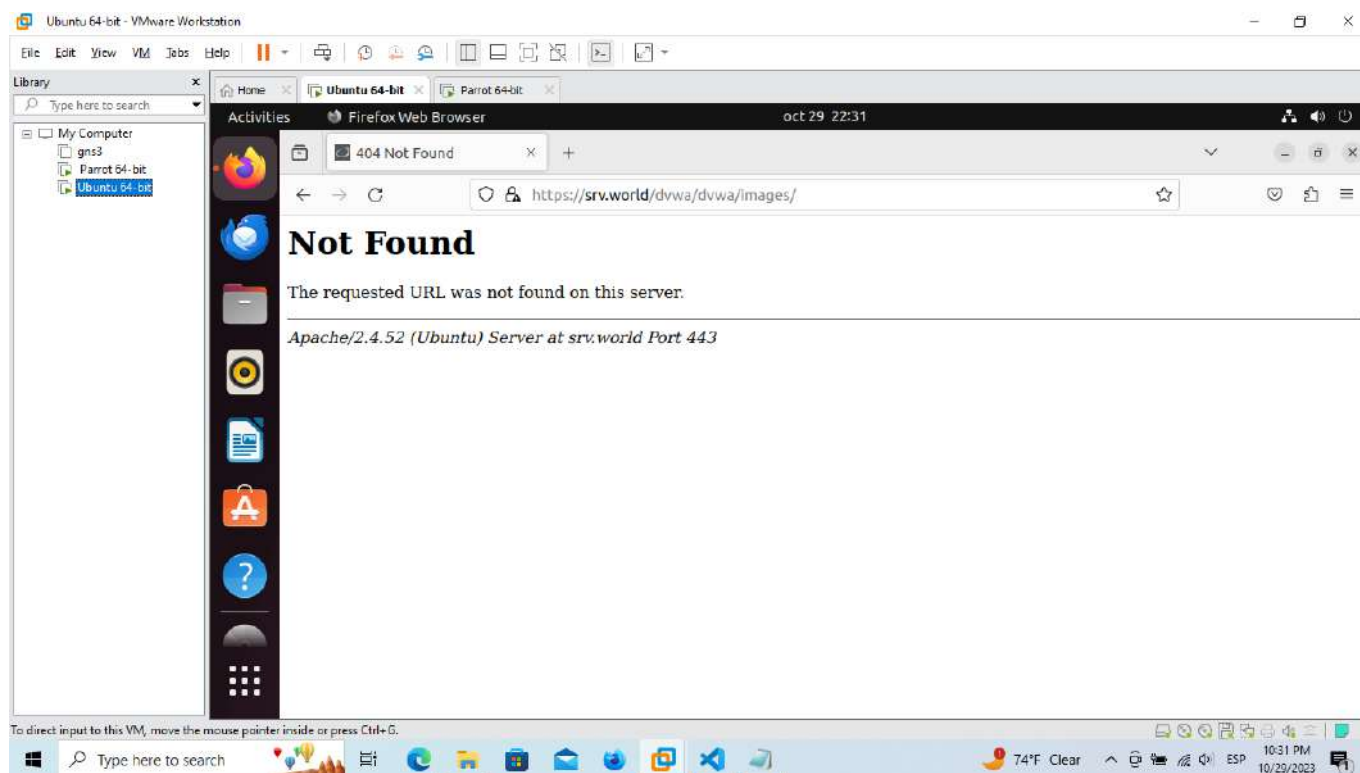 Ubuntu 64-bit - VMware Workstation
File Edit View VM Tabs Help
Library
Type here to search
My Computer
gns3
Parrot 64-bit
Ubuntu 64-bit
Home
Ubuntu 64-bit
Parrot 64-bit
Activities
Firefox Web Browser
oct 29 22:31
404 Not Found
https://srv.world/dvwa/dvwa/images/
Not Found
The requested URL was not found on this server.
Apache/2.4.52 (Ubuntu) Server at srv.world Port 443
To direct input to this VM, move the mouse pointer inside or press Ctrl+G.
Type here to search
74°F Clear
ESP
10:31 PM
10/29/2023